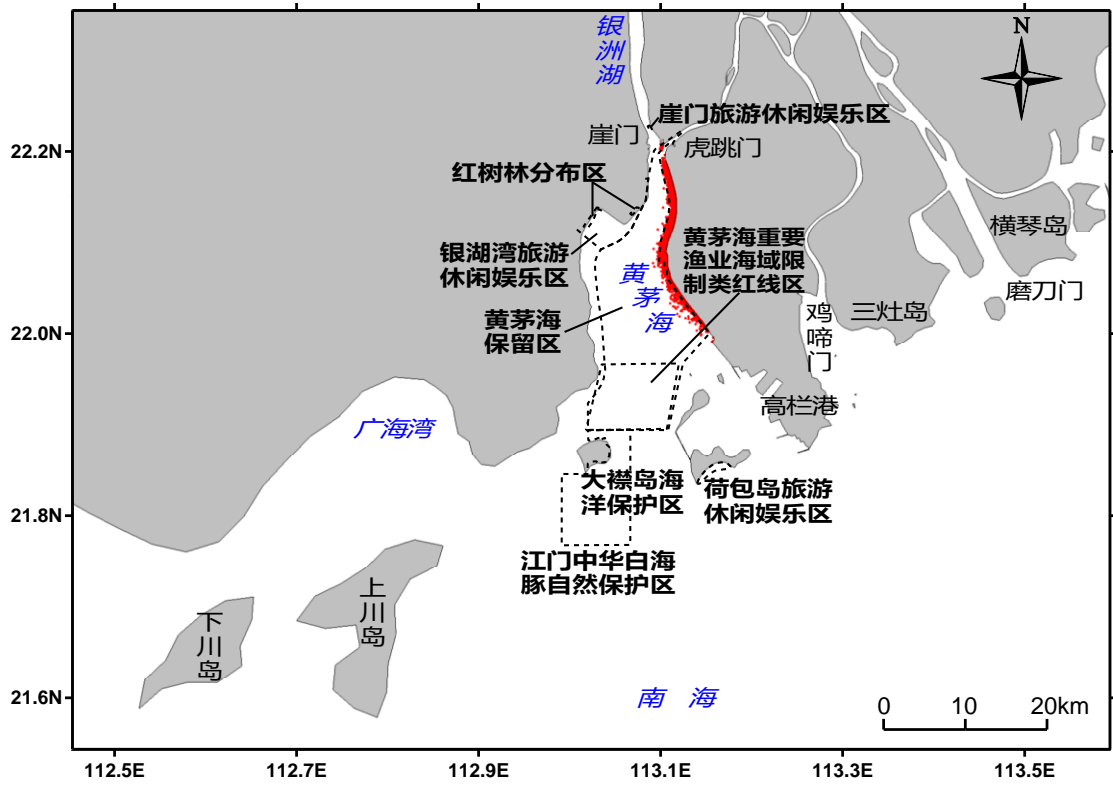 银
洲
湖
N
崖门旅游休闲娱乐区
崖门
虎跳门
22.2N
红树林分布区
横琴岛
黄茅海重要
渔业海域限
制类红线区
银湖湾旅游
休闲娱乐区
黄
茅
海
磨刀门
鸡
啼
门
三灶岛
黄茅海
保留区
22.0N
高栏港
广海湾
大襟岛海
洋保护区
荷包岛旅游
休闲娱乐区
21.8N
江门中华白海
豚自然保护区
上
川
岛
下
川
岛
21.6N
南 海
0 10 20km
112.5E 112.7E 112.9E 113.1E 113.3E 113.5E